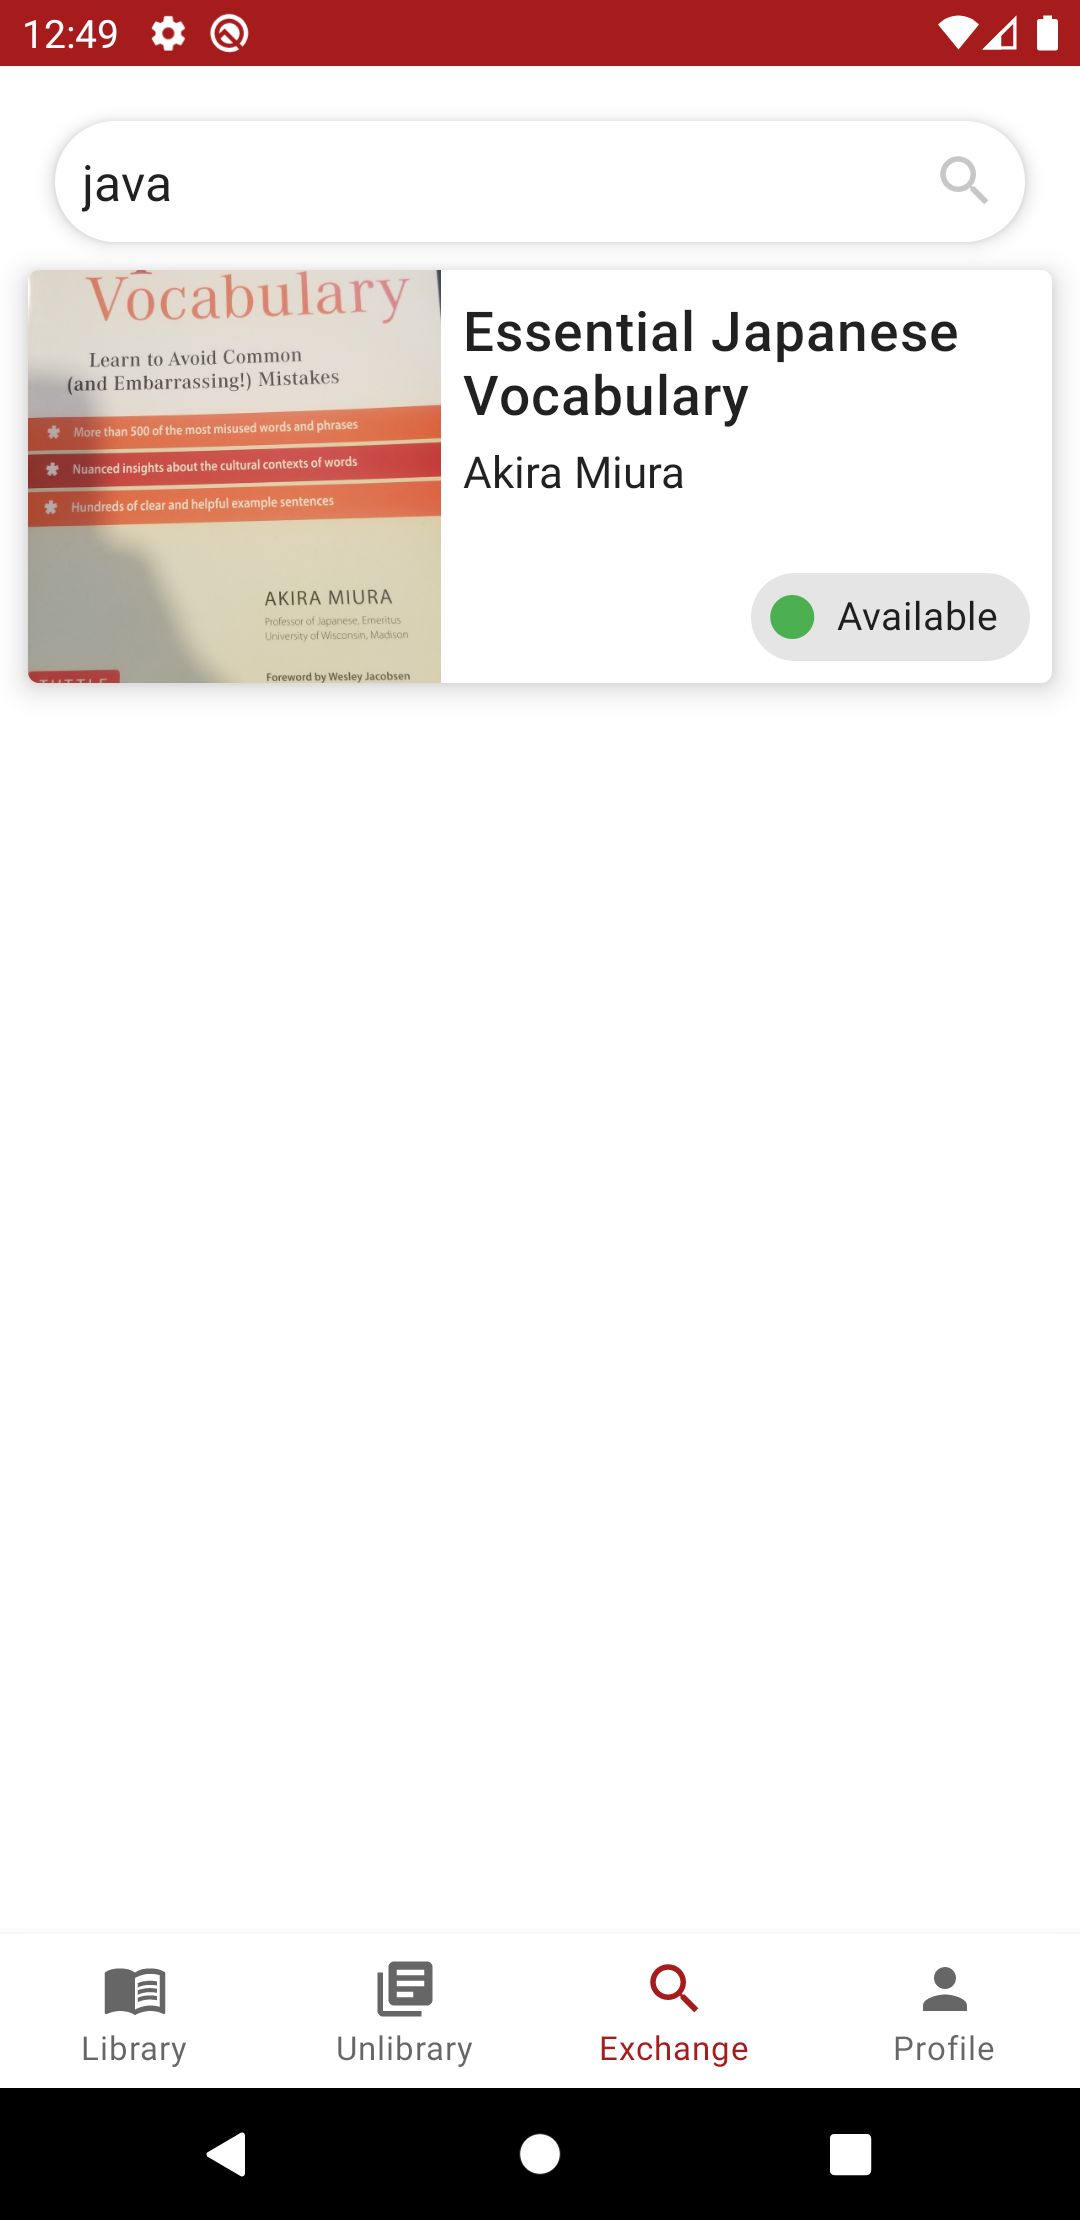 12:49
java
Vocabulary
Learn to Avoid Common
(and Embarrassing!) Mistakes
More than 500 of the most misused words and phrases
Nuanced insights about the cultural contexts of words
Hundreds of clear and helpful example sentences
AKIRA MIURA
Professor of Japanese, Emeritus
University of Wisconsin, Madison
Foreword by Wesley Jacobsen
TUTTLE
Essential Japanese
Vocabulary
Akira Miura
Available
Library
Unlibrary
Exchange
Profile